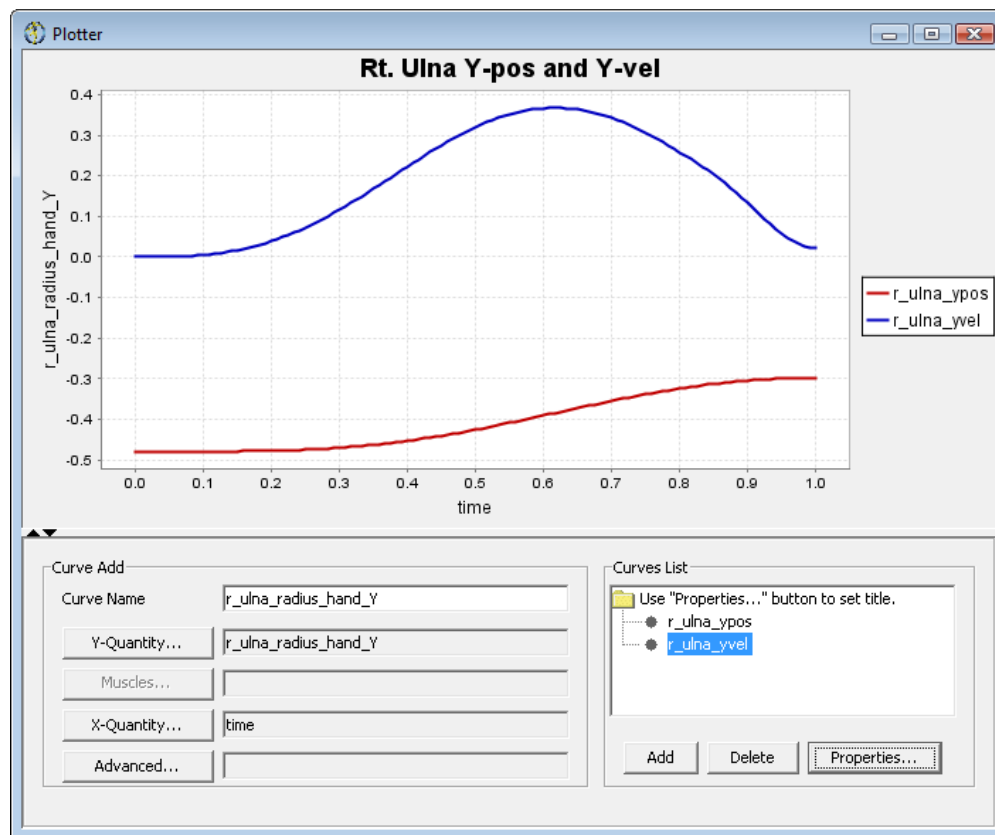 Plotter
Rt. Ulna Y-pos and Y-vel
r_ulna_radius_hand_Y
0.4
0.3
0.2
0.1
0.0
-0.1
-0.2
-0.3
-0.4
-0.5
0.0 0.1 0.2 0.3 0.4 0.5 0.6 0.7 0.8 0.9 1.0
time
r_ulna_ypos
r_ulna_yvel
Curve Add
Curve Name r_ulna_radius_hand_Y
Y-Quantity... r_ulna_radius_hand_Y
Muscles...
X-Quantity... time
Advanced...
Curves List
Use "Properties..." button to set title.
r_ulna_ypos
r_ulna_yvel
Add Delete Properties...